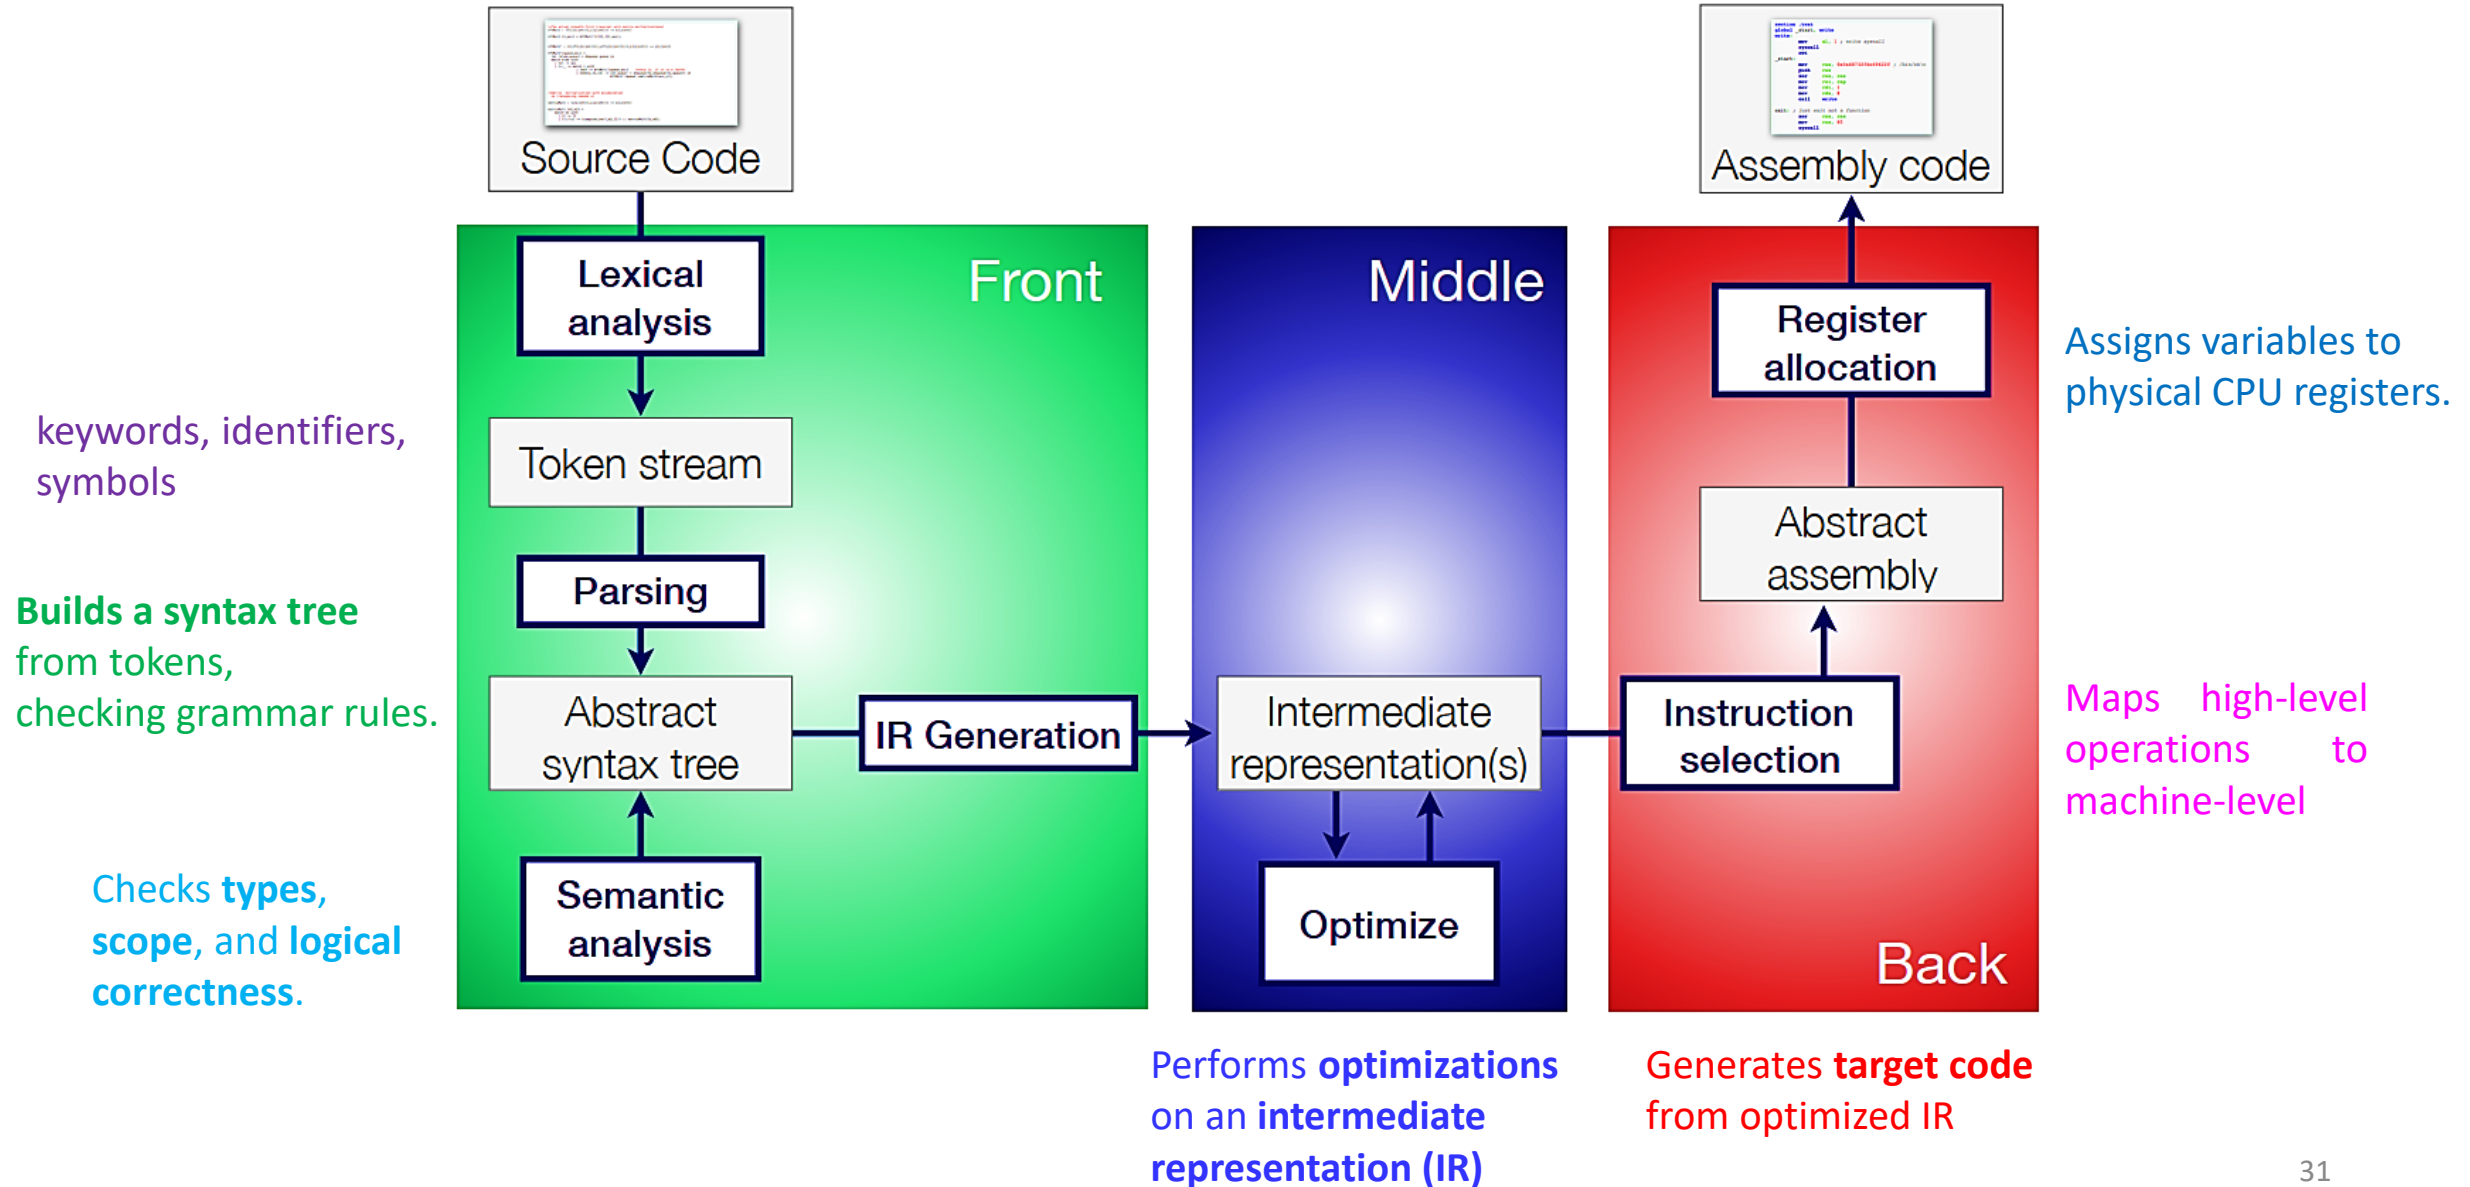 Source Code
Assembly code
Front
Lexical
analysis
Middle
Register
allocation
Assigns variables to
physical CPU registers.
keywords, identifiers,
symbols
Token stream
Abstract
assembly
Parsing
Builds a syntax tree
from tokens,
checking grammar rules.
Abstract
syntax tree
IR Generation
Intermediate
representation(s)
Instruction
selection
Maps high-level
operations to
machine-level
Checks types,
scope, and logical
correctness.
Semantic
analysis
Optimize
Back
Performs optimizations
on an intermediate
representation (IR)
Generates target code
from optimized IR
31